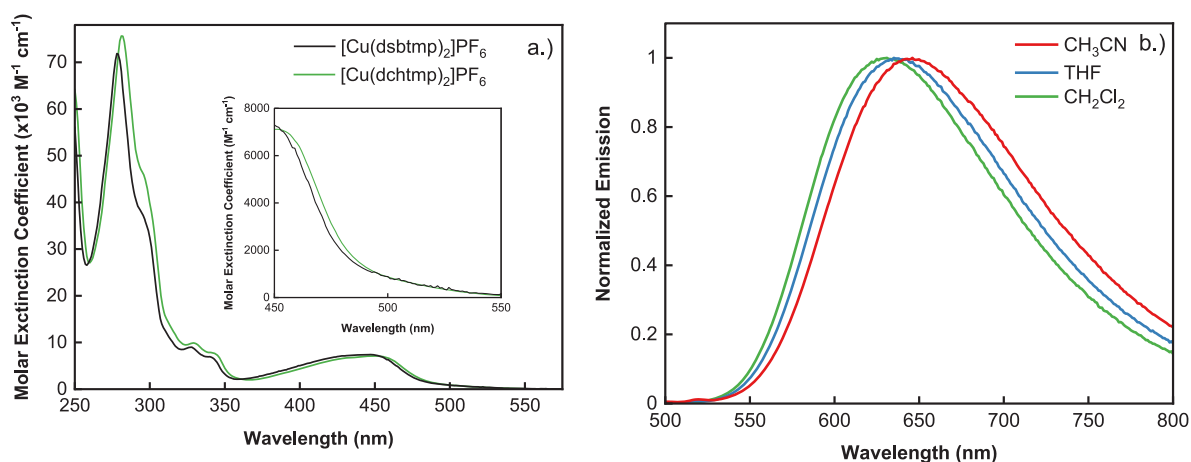 a.)
[Cu(dsbtmp)₂]PF₆
[Cu(dchtmp)₂]PF₆
Molar Extinction Coefficient (x10³ M⁻¹ cm⁻¹)
70
60
50
40
30
20
10
0
250
300
350
400
450
500
550
Wavelength (nm)
Molar Exctinction Coefficient (M⁻¹ cm⁻¹)
8000
6000
4000
2000
0
450
500
550
Wavelength (nm)
b.)
CH₃CN
THF
CH₂Cl₂
Normalized Emission
1
0.8
0.6
0.4
0.2
0
500
550
600
650
700
750
800
Wavelength (nm)